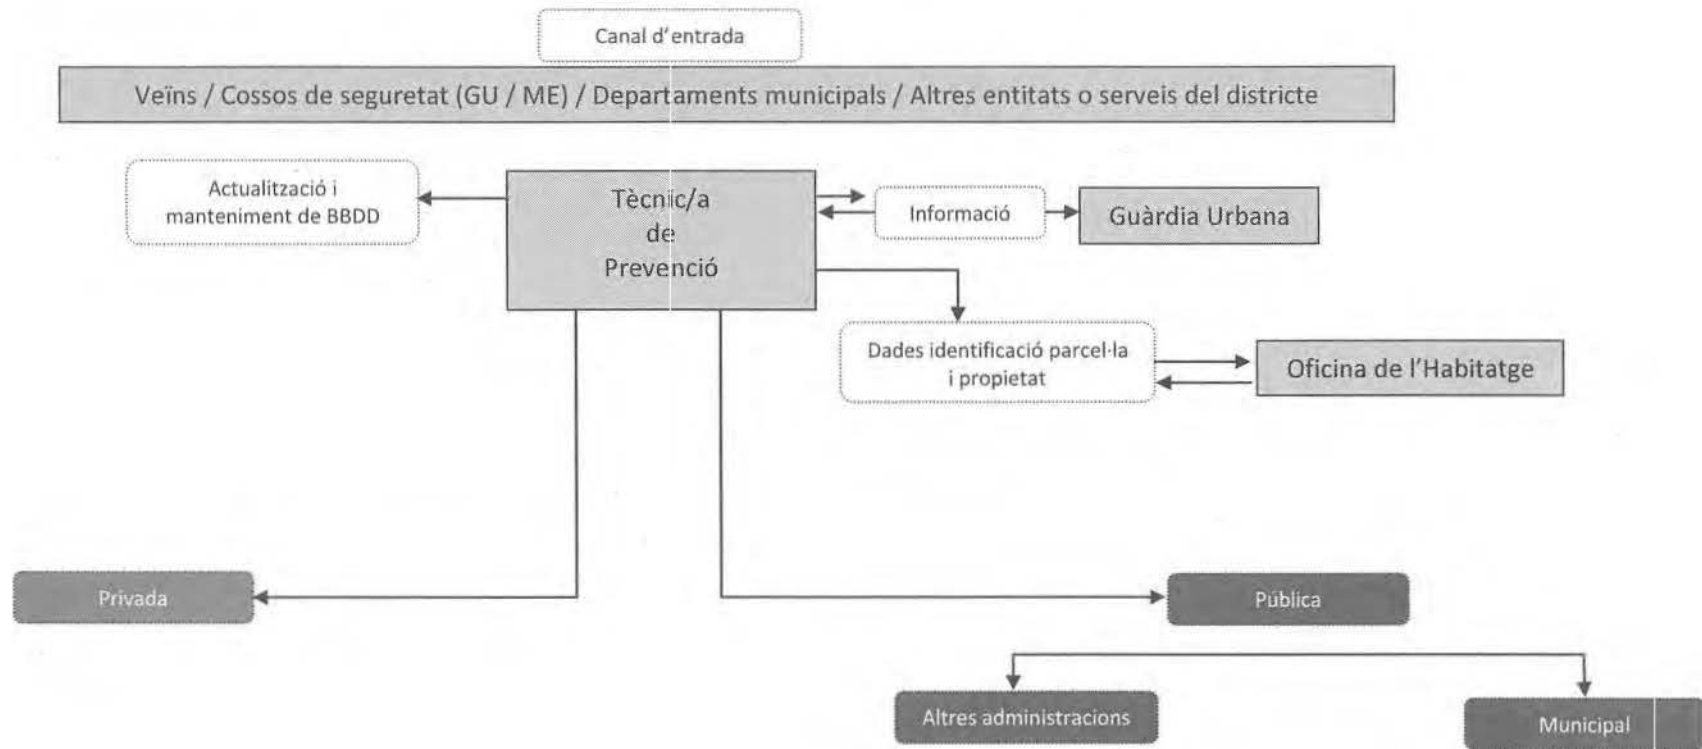 Canal d'entrada
Veïns / Cossos de seguretat (GU / ME) / Departaments municipals / Altres entitats o serveis del districte
Actualització i
manteniment de BBDD
Tècnic/a
de
Prevenció
Informació
Guàrdia Urbana
Dades identificació parcel·la
i propietat
Oficina de l'Habitatge
Privada
Pública
Altres administracions
Municipal